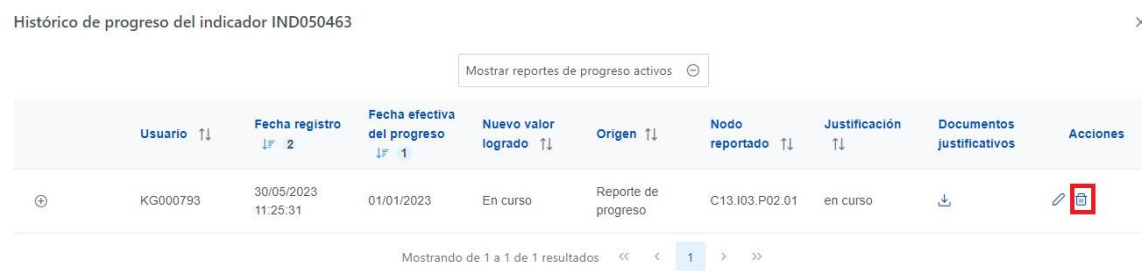 Histórico de progreso del indicador IND050463
Mostrar reportes de progreso activos
Usuario
Fecha registro
2
Fecha efectiva
del progreso
1
Nuevo valor
logrado
Origen
Nodo
reportado
Justificación
Documentos
justificativos
Acciones
KG000793
30/05/2023
11:25:31
01/01/2023
En curso
Reporte de
progreso
C13.I03.P02.01
en curso
Mostrando de 1 a 1 de 1 resultados << < 1 > >>